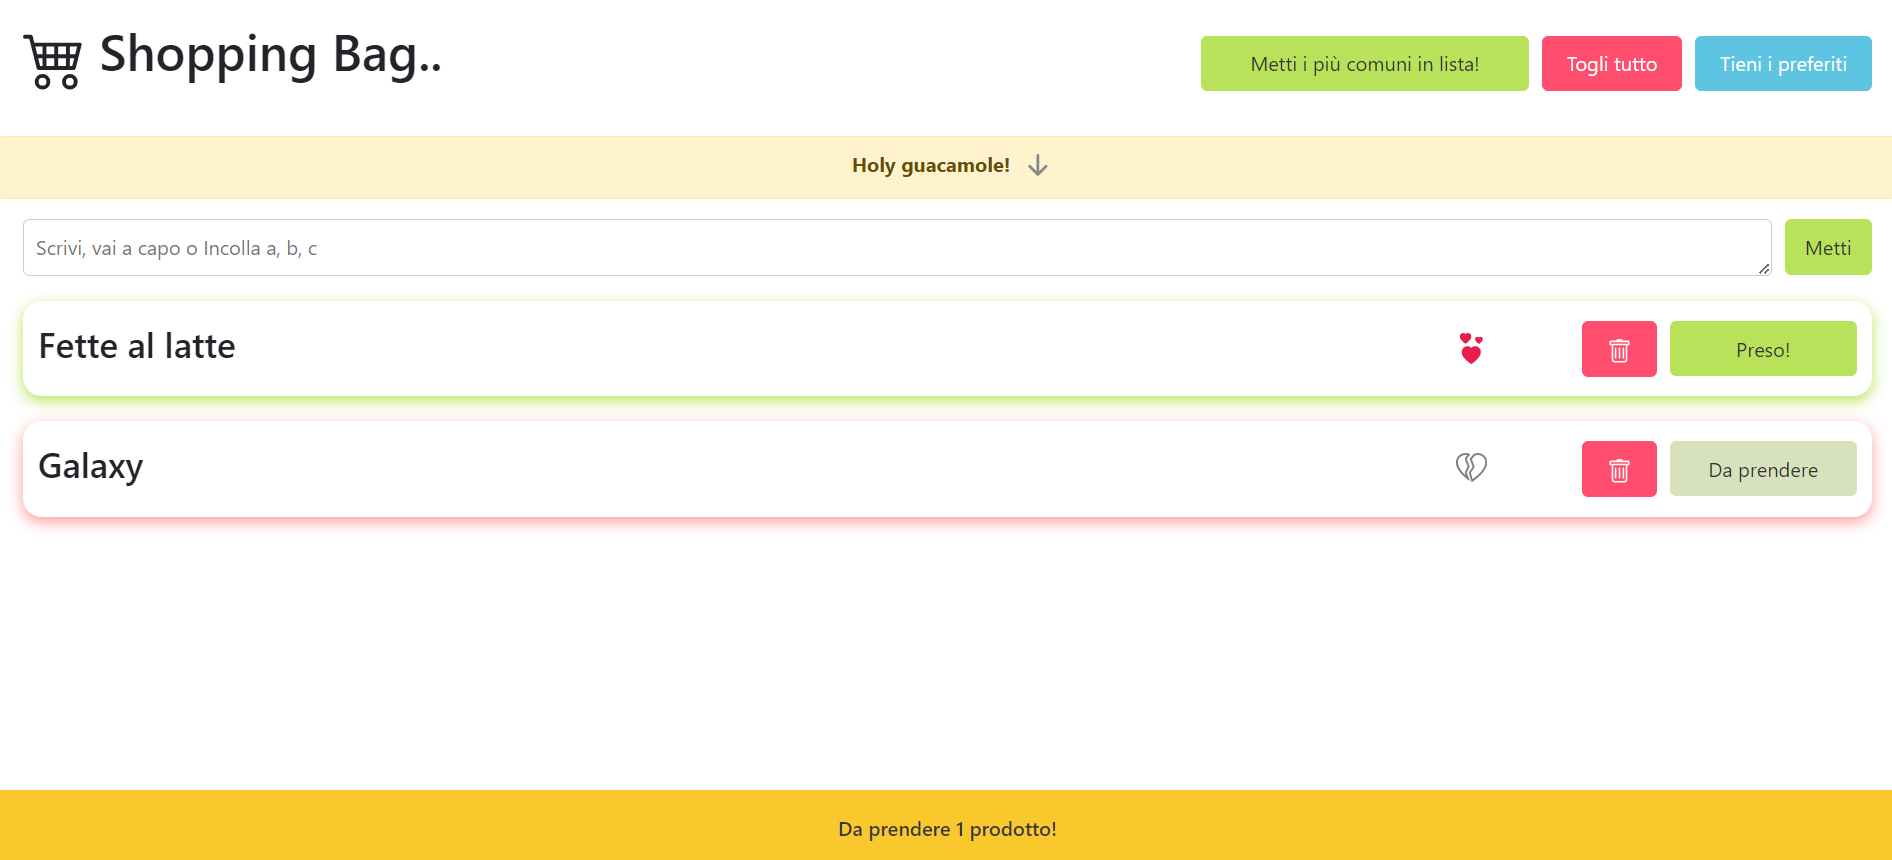 Shopping Bag..
Metti i più comuni in lista!
Togli tutto
Tieni i preferiti
Holy guacamole!
Scrivi, vai a capo o Incolla a, b, c
Metti
Fette al latte
Preso!
Galaxy
Da prendere
Da prendere 1 prodotto!